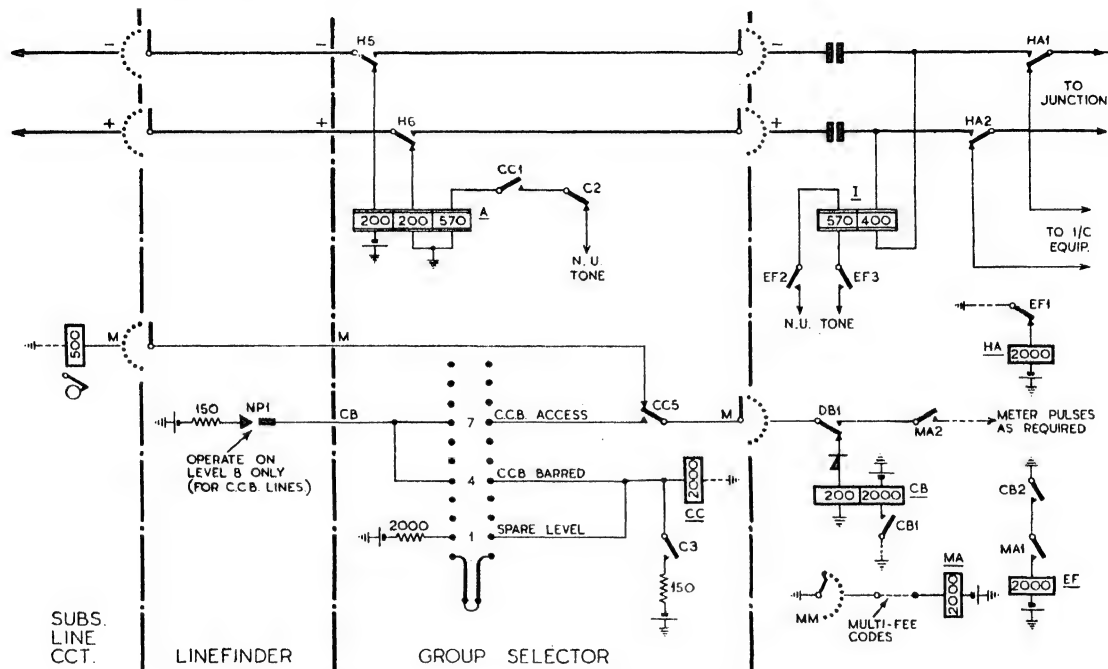 − H5 − − HA1
TO JUNCTION
+ H6 + + HA2
CC1 C2
200 200 570 A
N. U. TONE
I
570 400
TO I/C EQUIP.
EF2 EF3
N.U. TONE
EF1
HA
2000
500 M M
150 NP1 CB
OPERATE ON
LEVEL 8 ONLY
(FOR C.C.B. LINES.)
7 C.C.B. ACCESS
CC5 M
DB1
MA2
METER PULSES
AS REQUIRED
4 C.C.B BARRED
2000
CC
200 2000 CB
CB1
CB2
2000
1 SPARE LEVEL
C3
150
MA
2000
MA1
2000 EF
MM
MULTI-FEE
CODES
SUBS.
LINE
CCT.
LINEFINDER
GROUP SELECTOR